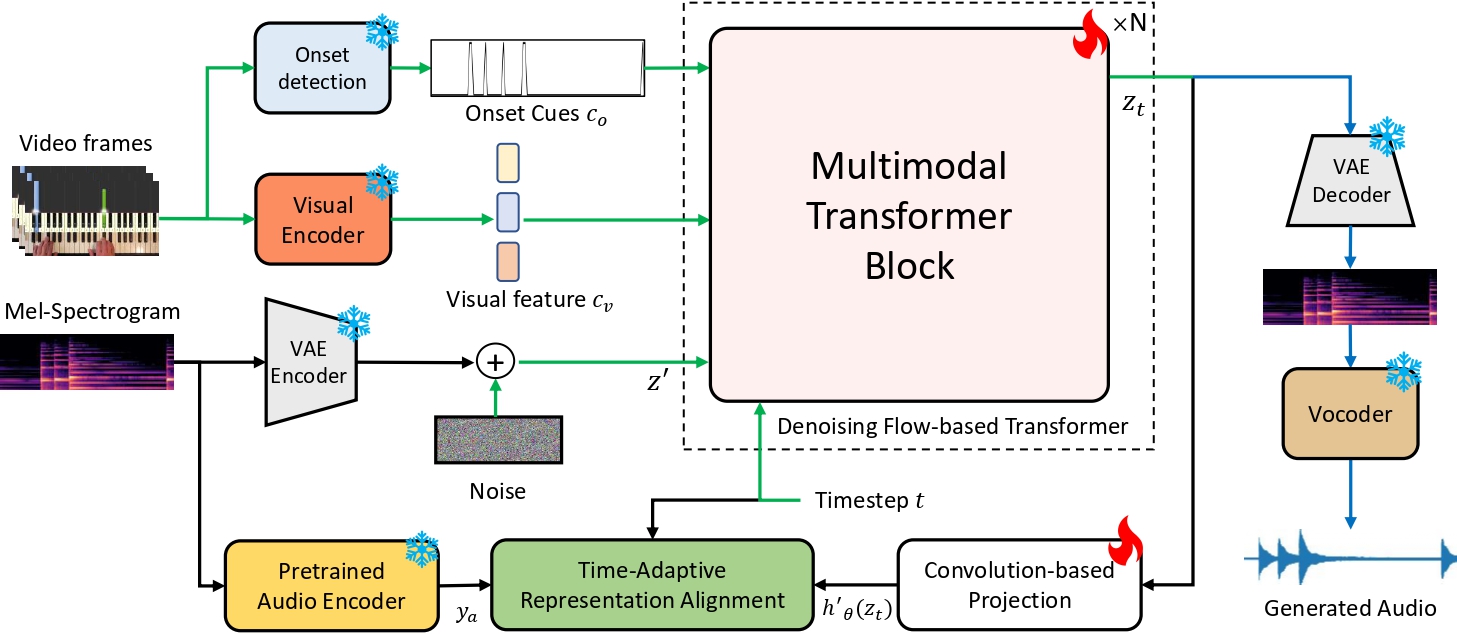 Onset
detection
Onset Cues c_o
Video frames
Visual
Encoder
Visual feature c_v
Mel-Spectrogram
VAE
Encoder
+
z'
Noise
Multimodal
Transformer
Block
×N
z_t
Denoising Flow-based Transformer
Timestep t
VAE
Decoder
Vocoder
Generated Audio
Pretrained
Audio Encoder
y_a
Time-Adaptive
Representation Alignment
h'_θ(z_t)
Convolution-based
Projection